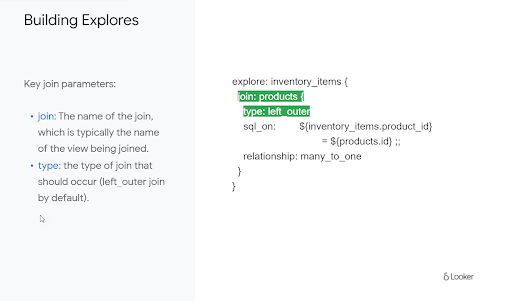 Building Explores
Key join parameters:
• join: The name of the join,
which is typically the name
of the view being joined.
• type: the type of join that
should occur (left_outer join
by default).
explore: inventory_items {
join: products {
type: left_outer
sql_on: ${inventory_items.product_id}
= ${products.id} ;;
relationship: many_to_one
}
}
Looker